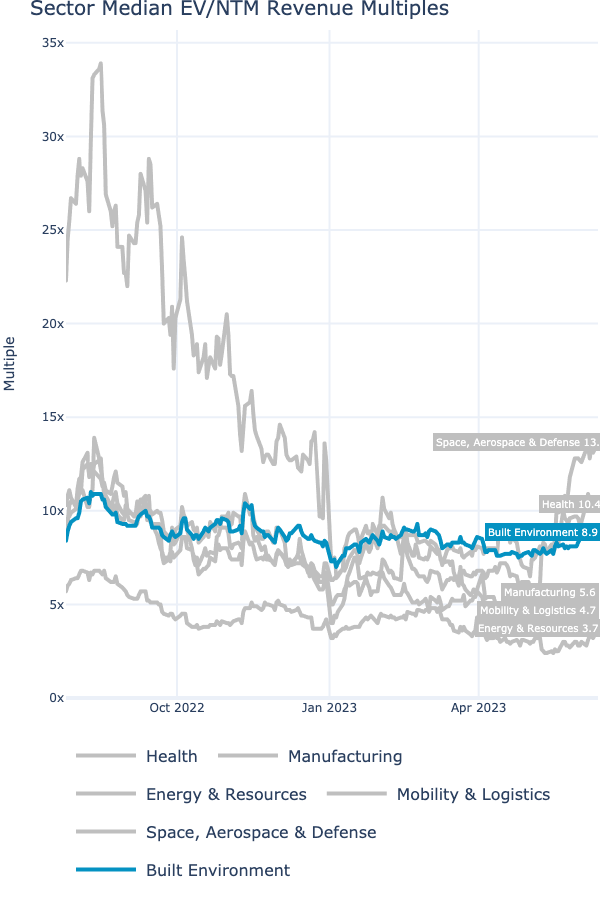 Sector Median EV/NTM Revenue Multiples
Multiple
35x
30x
25x
20x
15x
10x
5x
0x
Space, Aerospace & Defense 13.
Health 10.4
Built Environment 8.9
Manufacturing 5.6
Mobility & Logistics 4.7
Energy & Resources 3.7
Oct 2022 Jan 2023 Apr 2023
Health Manufacturing
Energy & Resources Mobility & Logistics
Space, Aerospace & Defense
Built Environment